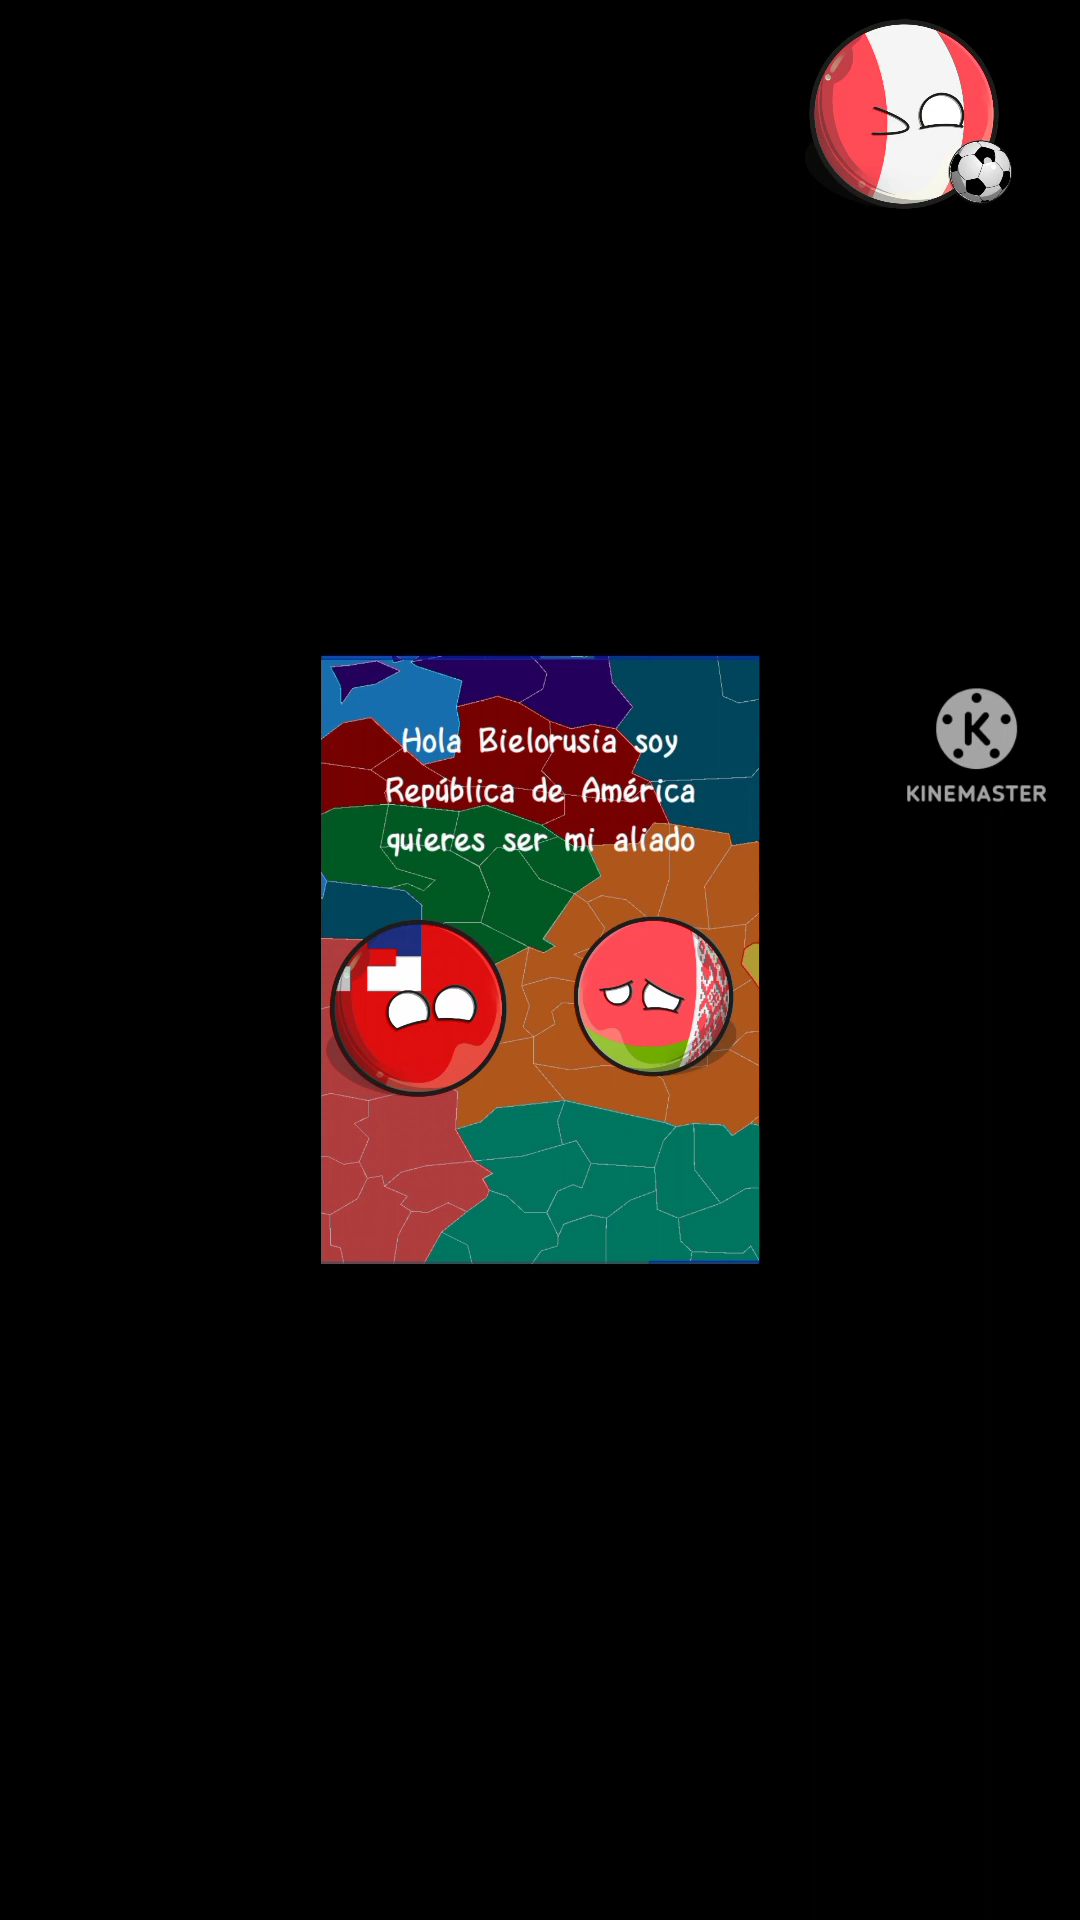 Hola Bielorusia soy
República de América
quieres ser mi aliado
K
KINEMASTER